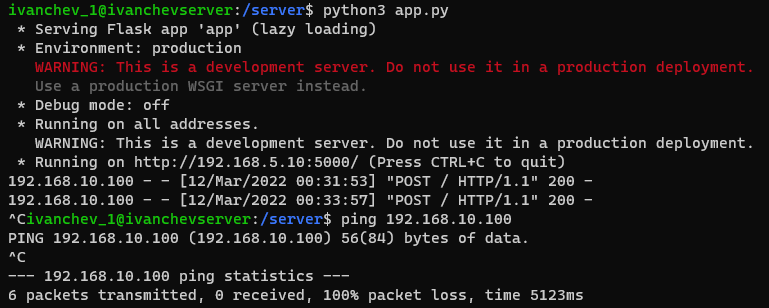 ivanchev_1@ivanchevserver:/server$ python3 app.py
 * Serving Flask app 'app' (lazy loading)
 * Environment: production
   WARNING: This is a development server. Do not use it in a production deployment.
   Use a production WSGI server instead.
 * Debug mode: off
 * Running on all addresses.
   WARNING: This is a development server. Do not use it in a production deployment.
 * Running on http://192.168.5.10:5000/ (Press CTRL+C to quit)
192.168.10.100 - - [12/Mar/2022 00:31:53] "POST / HTTP/1.1" 200 -
192.168.10.100 - - [12/Mar/2022 00:33:57] "POST / HTTP/1.1" 200 -
^Civanchev_1@ivanchevserver:/server$ ping 192.168.10.100
PING 192.168.10.100 (192.168.10.100) 56(84) bytes of data.
^C
--- 192.168.10.100 ping statistics ---
6 packets transmitted, 0 received, 100% packet loss, time 5123ms